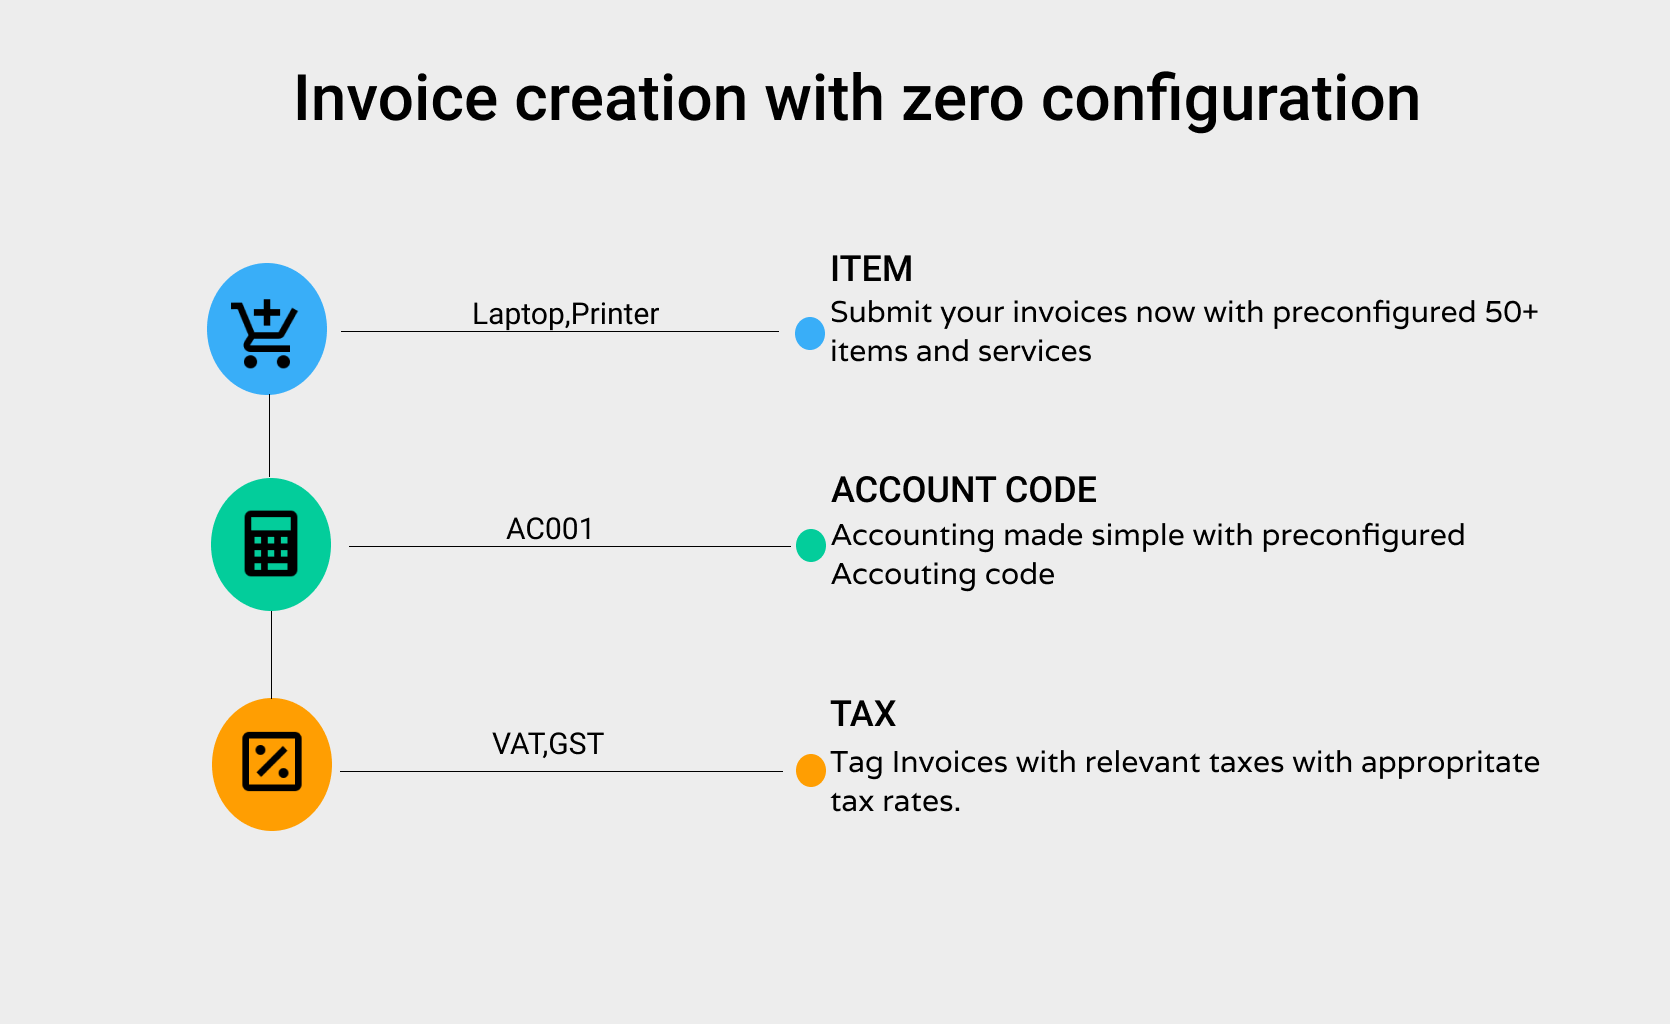 Invoice creation with zero configuration
ITEM
Laptop,Printer
Submit your invoices now with preconfigured 50+
items and services
ACCOUNT CODE
AC001
Accounting made simple with preconfigured
Accouting code
TAX
VAT,GST
Tag Invoices with relevant taxes with appropritate
tax rates.